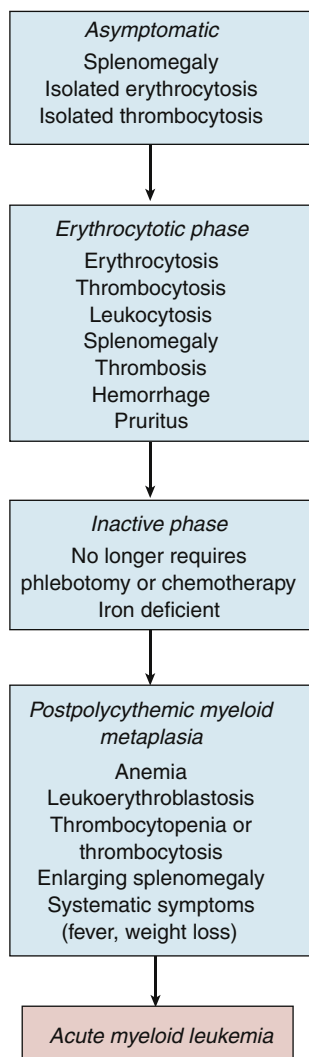 Asymptomatic
Splenomegaly
Isolated erythrocytosis
Isolated thrombocytosis
Erythrocytotic phase
Erythrocytosis
Thrombocytosis
Leukocytosis
Splenomegaly
Thrombosis
Hemorrhage
Pruritus
Inactive phase
No longer requires
phlebotomy or chemotherapy
Iron deficient
Postpolycythemic myeloid
metaplasia
Anemia
Leukoerythroblastosis
Thrombocytopenia or
thrombocytosis
Enlarging splenomegaly
Systematic symptoms
(fever, weight loss)
Acute myeloid leukemia